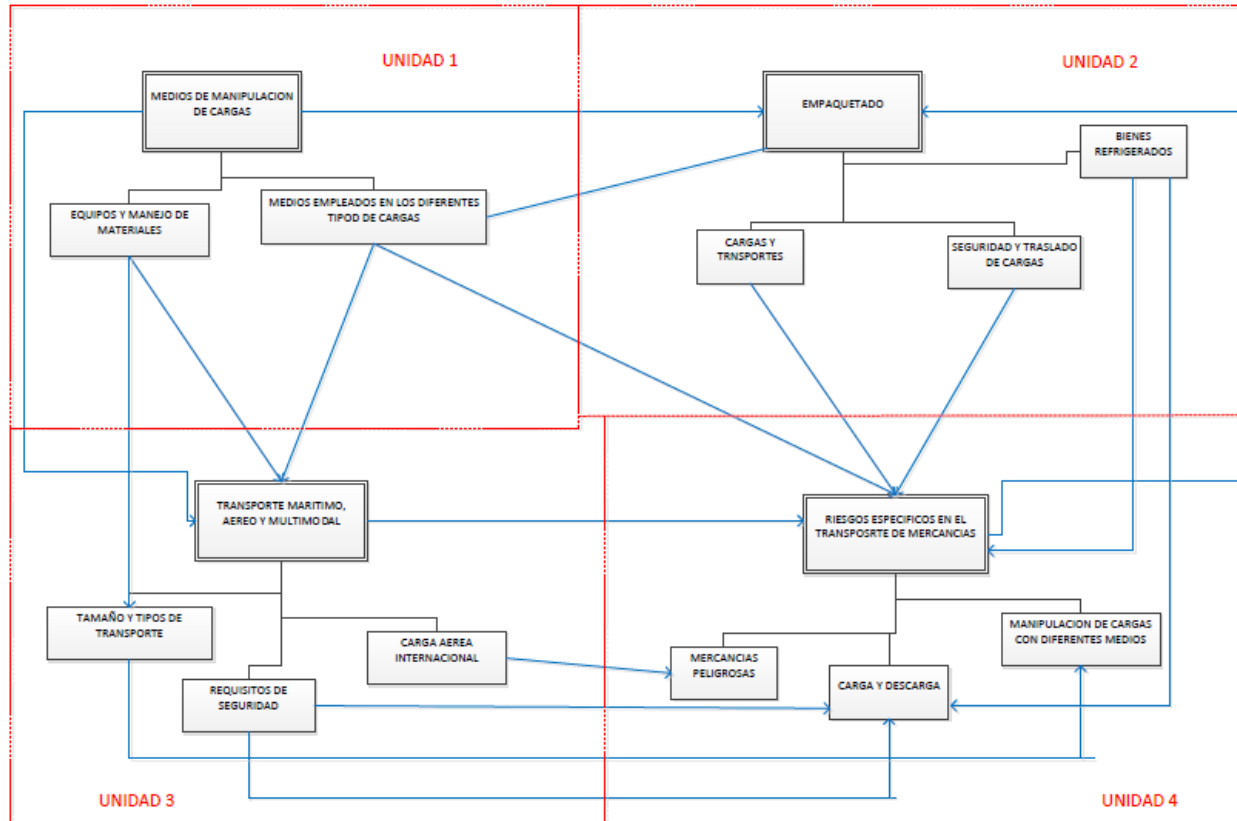 UNIDAD 1
MEDIOS DE MANIPULACION
DE CARGAS
EQUIPOS Y MANEJO DE
MATERIALES
MEDIOS EMPLEADOS EN LOS DIFERENTES
TIPOD DE CARGAS
UNIDAD 2
EMPAQUETADO
BIENES
REFRIGERADOS
CARGAS Y
TRNSPORTES
SEGURIDAD Y TRASLADO
DE CARGAS
TRANSPORTE MARITIMO,
AEREO Y MULTIMODAL
TAMAÑO Y TIPOS DE
TRANSPORTE
CARGA AEREA
INTERNACIONAL
REQUISITOS DE
SEGURIDAD
UNIDAD 3
RIESGOS ESPECIFICOS EN EL
TRANSPOSRTE DE MERCANCIAS
MANIPULACION DE CARGAS
CON DIFERENTES MEDIOS
MERCANCIAS
PELIGROSAS
CARGA Y DESCARGA
UNIDAD 4